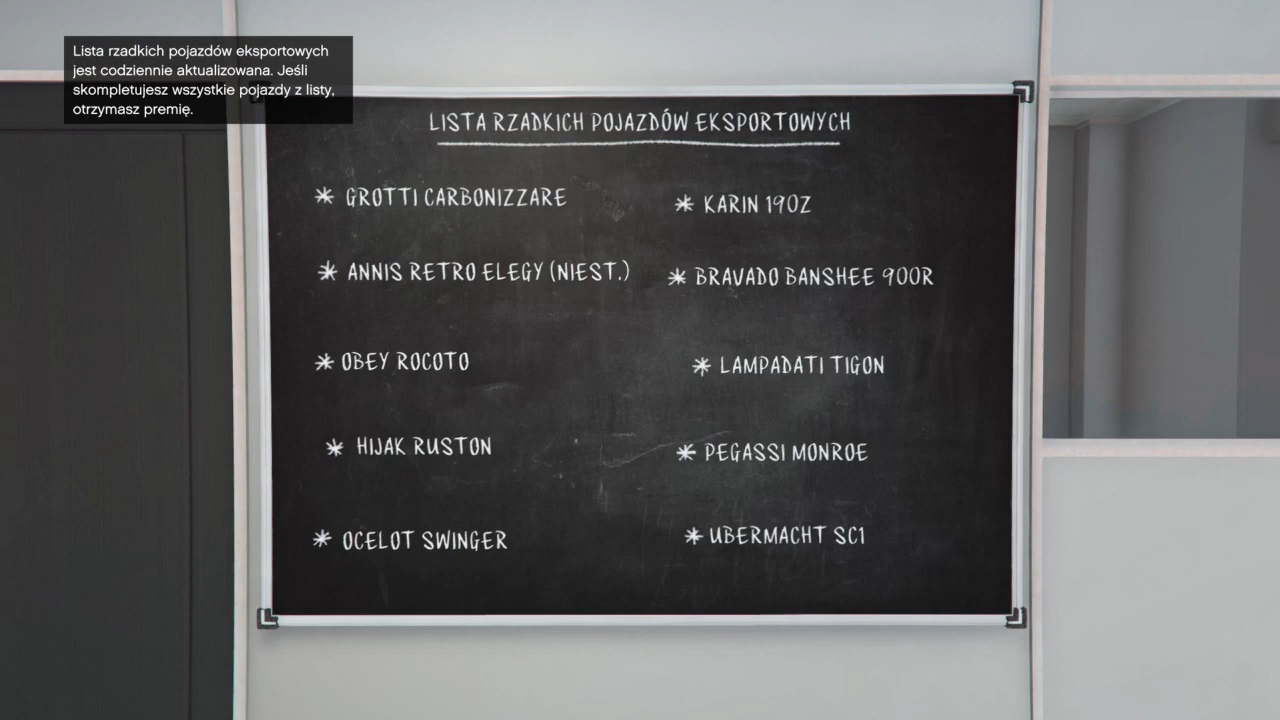 Lista rzadkich pojazdów eksportowych
jest codziennie aktualizowana. Jeśli
skompletujesz wszystkie pojazdy z listy,
otrzymasz premię.
LISTA RZADKICH POJAZDÓW EKSPORTOWYCH
* GROTTI CARBONIZZARE
* ANNIS RETRO ELEGY (NIEST.)
* OBEY ROCOTO
* HIJAK RUSTON
* OCELOT SWINGER
* KARIN 190Z
* BRAVADO BANSHEE 900R
* LAMPADATI TIGON
* PEGASSI MONROE
* UBERMACHT SC1